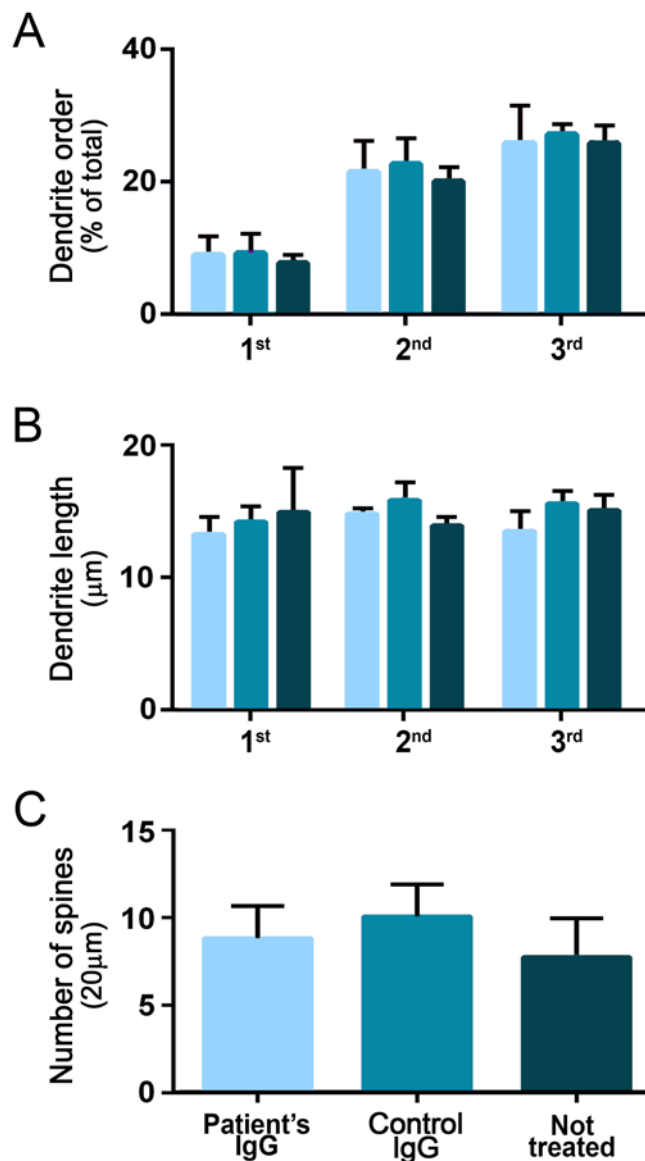 A
Dendrite order
(% of total)
40
20
0
1st
2nd
3rd
B
Dendrite length
(μm)
20
10
0
1st
2nd
3rd
C
Number of spines
(20μm)
15
10
5
0
Patient's
IgG
Control
IgG
Not
treated